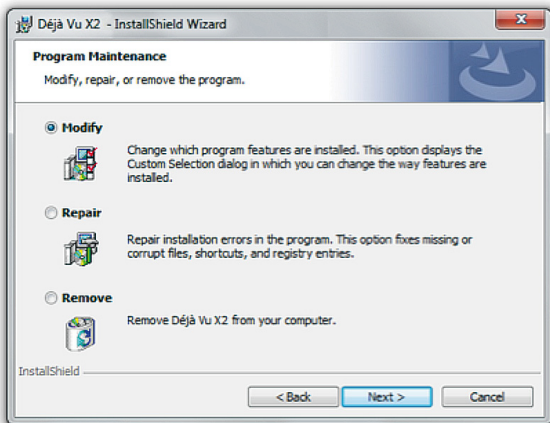 Déjà Vu X2 - InstallShield Wizard
Program Maintenance
Modify, repair, or remove the program.
Modify
Change which program features are installed. This option displays the
Custom Selection dialog in which you can change the way features are
installed.
Repair
Repair installation errors in the program. This option fixes missing or
corrupt files, shortcuts, and registry entries.
Remove
Remove Déjà Vu X2 from your computer.
InstallShield
< Back
Next >
Cancel